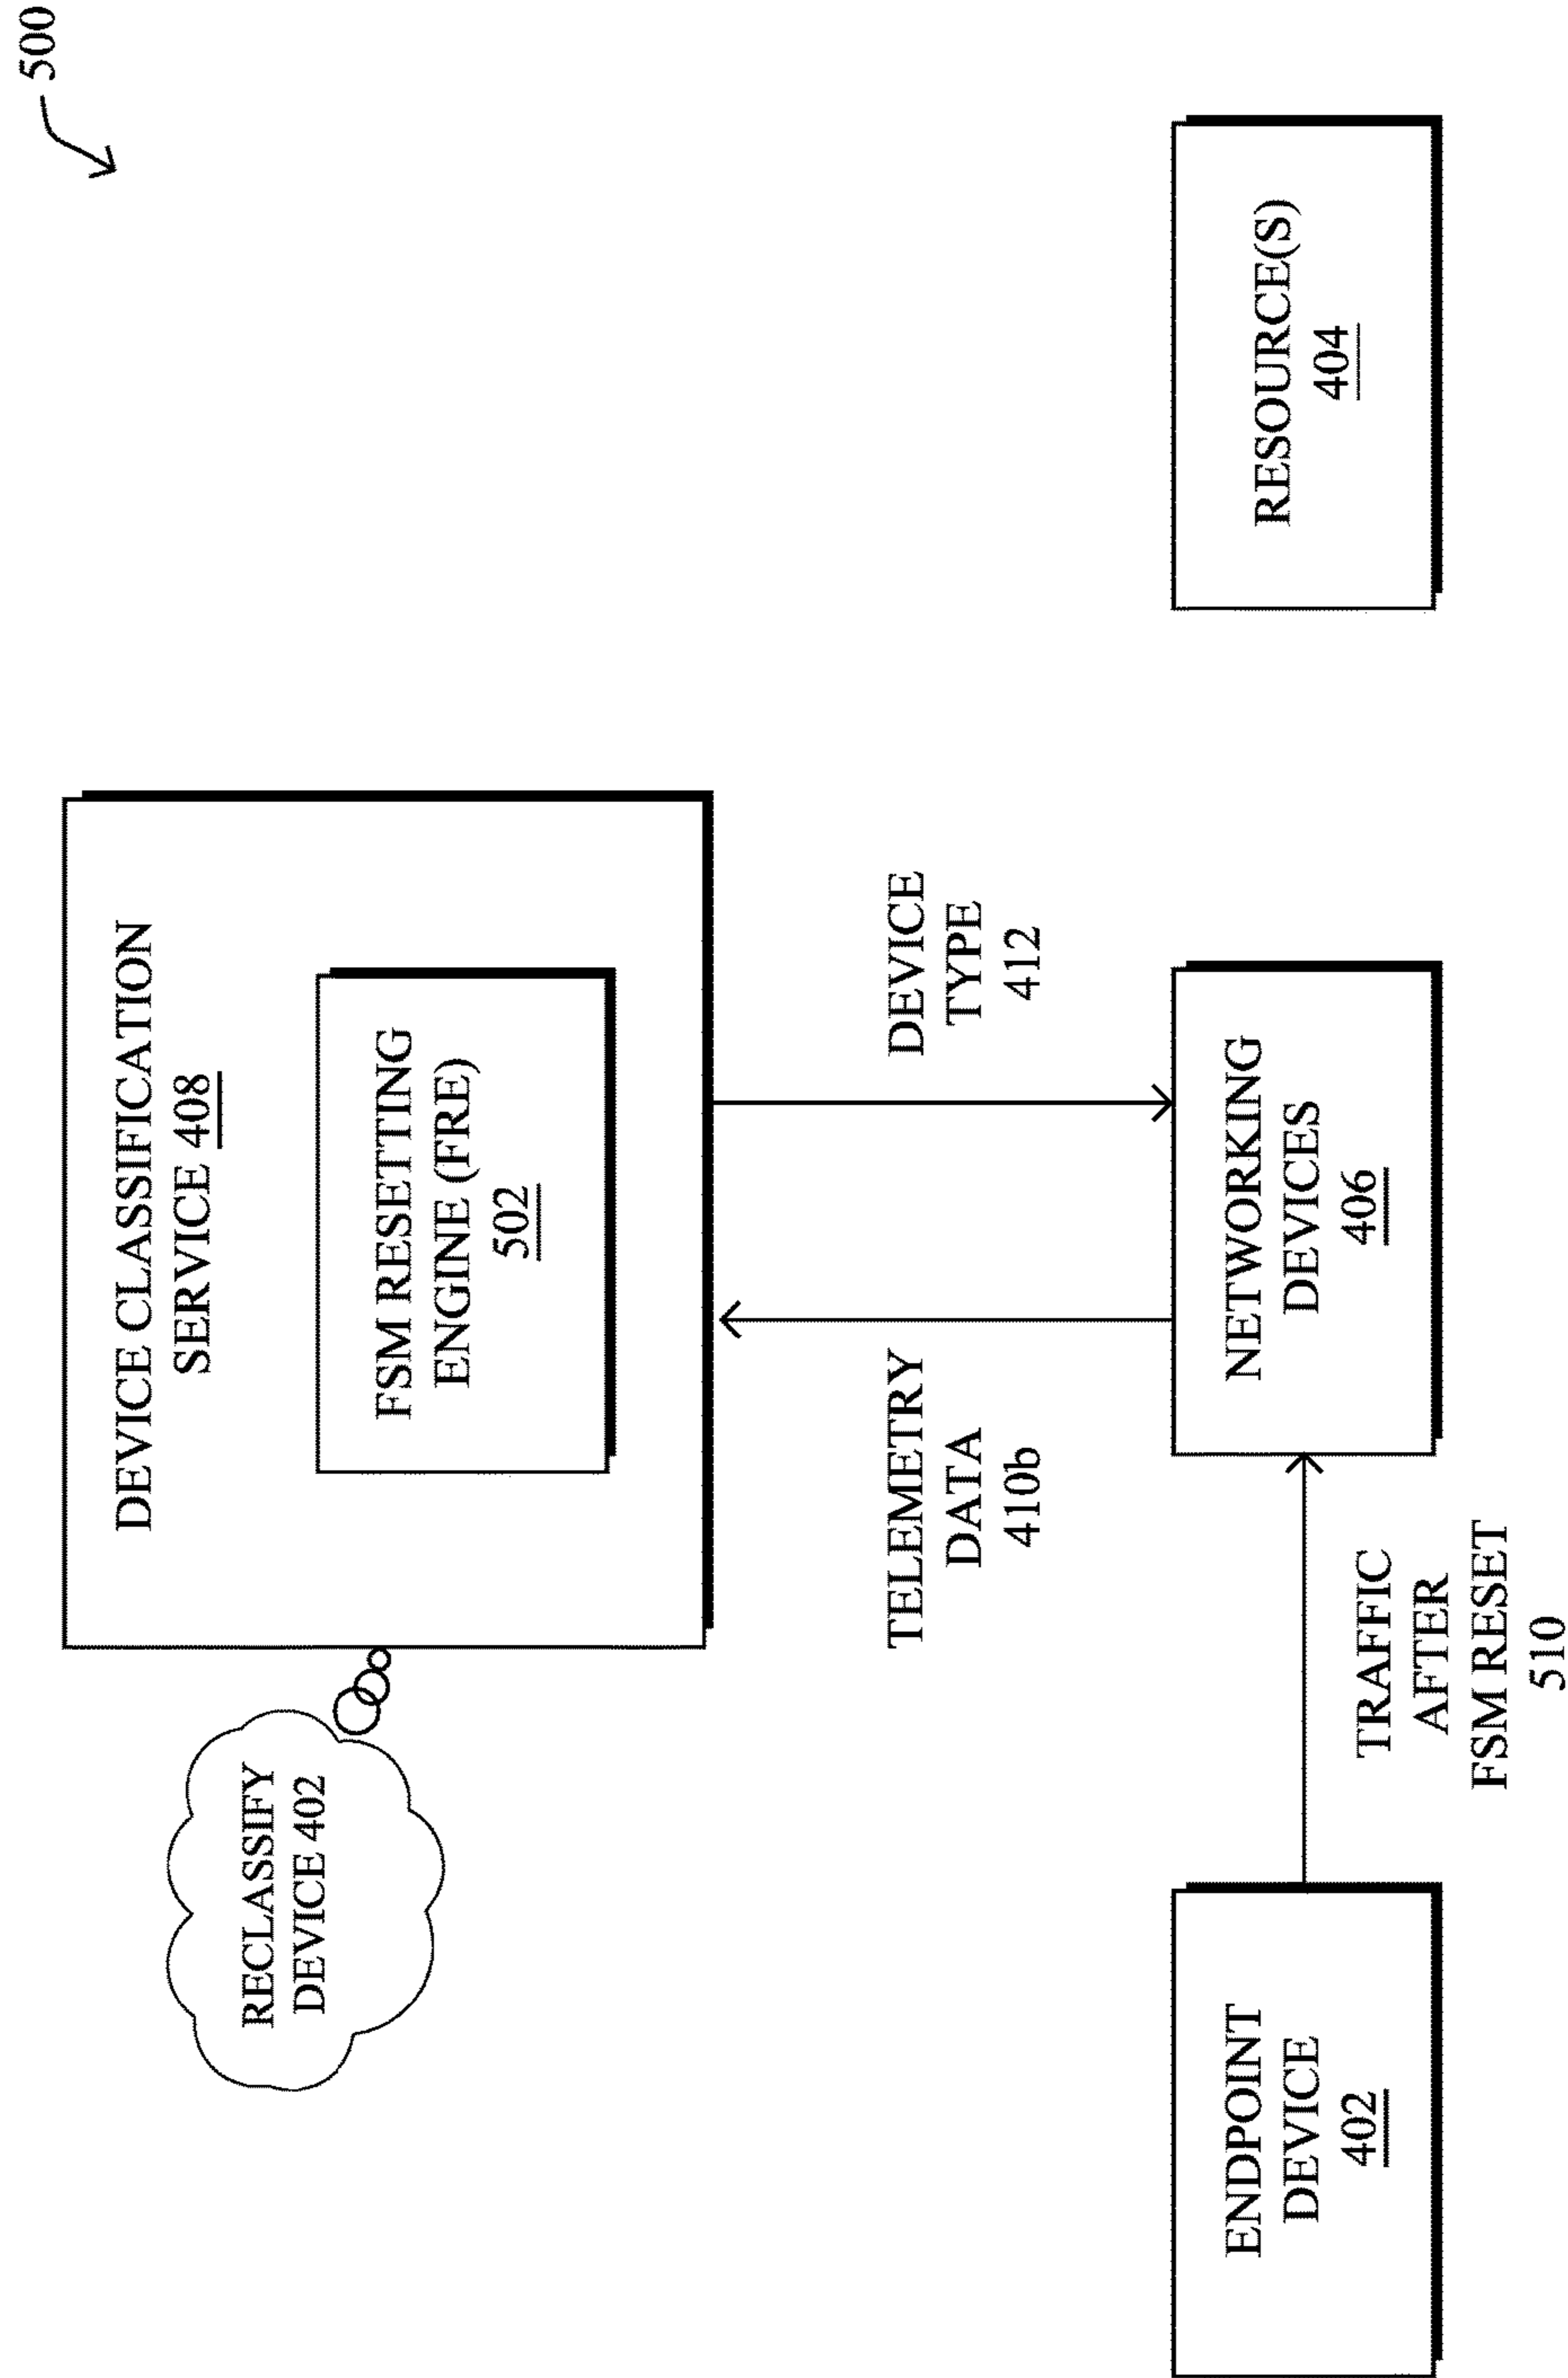 500
DEVICE CLASSIFICATION
SERVICE 408
FSM RESETTING
ENGINE (FRE)
502
RECLASSIFY
DEVICE 402
TELEMETRY
DATA
410b
DEVICE
TYPE
412
ENDPOINT
DEVICE
402
TRAFFIC
AFTER
FSM RESET
510
NETWORKING
DEVICES
406
RESOURCE(S)
404